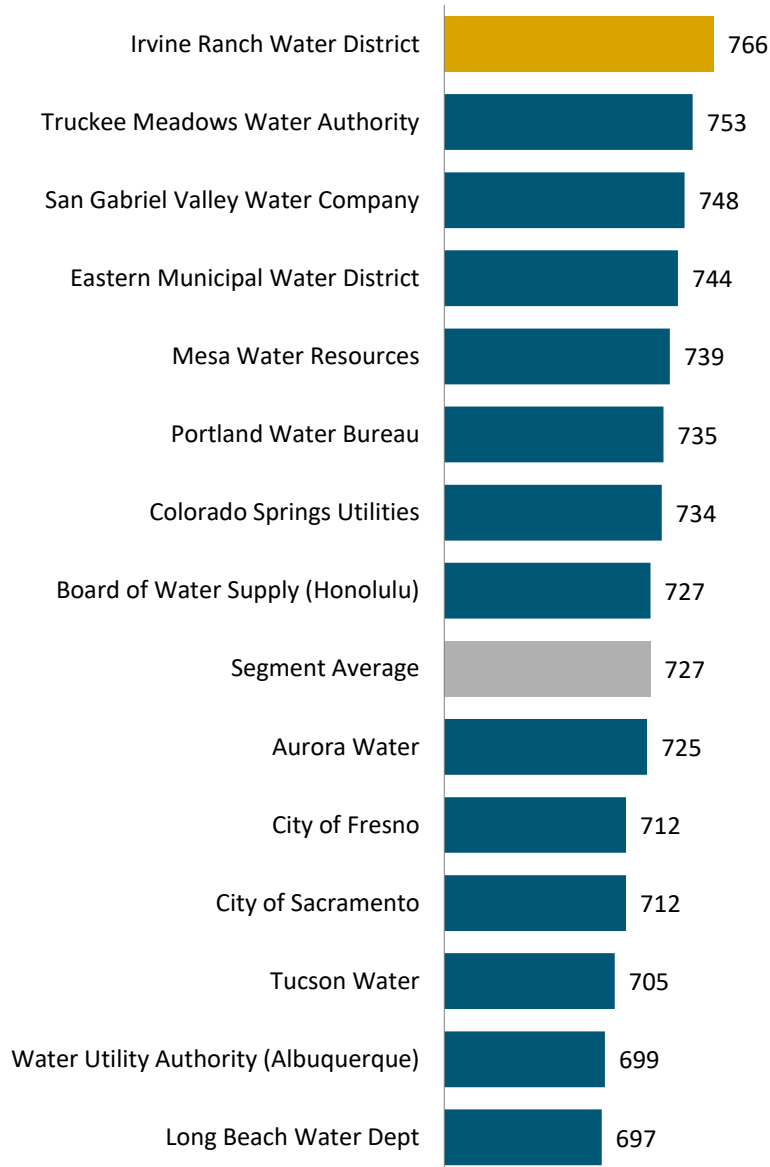 Irvine Ranch Water District 766
Truckee Meadows Water Authority 753
San Gabriel Valley Water Company 748
Eastern Municipal Water District 744
Mesa Water Resources 739
Portland Water Bureau 735
Colorado Springs Utilities 734
Board of Water Supply (Honolulu) 727
Segment Average 727
Aurora Water 725
City of Fresno 712
City of Sacramento 712
Tucson Water 705
Water Utility Authority (Albuquerque) 699
Long Beach Water Dept 697